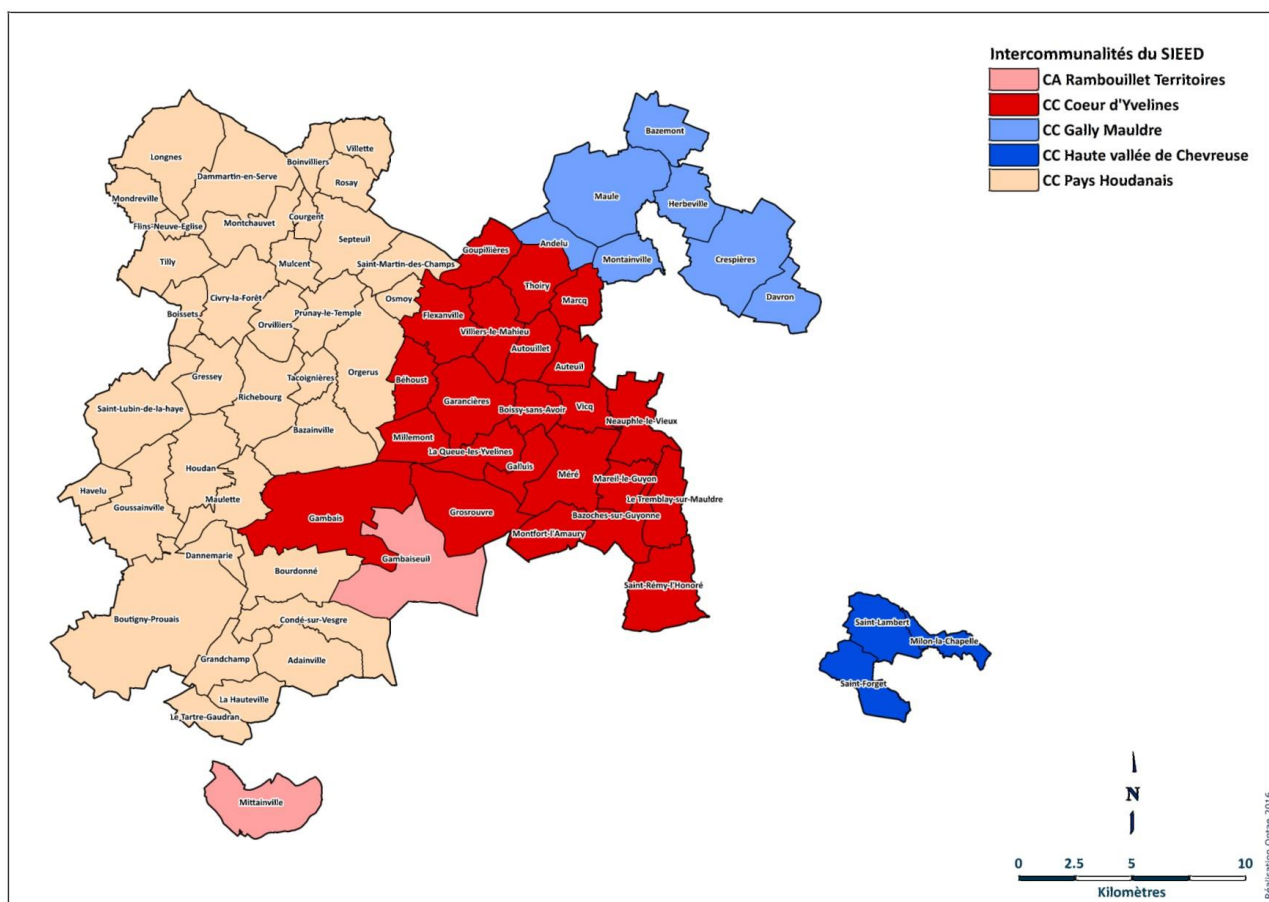 Intercommunalités du SIEED
CA Rambouillet Territoires
CC Coeur d'Yvelines
CC Gally Mauldre
CC Haute vallée de Chevreuse
CC Pays Houdanais
Bazemont
Longnes
Villette
Boinvilliers
Dammartin-en-Serve
Rosay
Mondreville
Maule
Herbeville
Flins-Neuve-Eglise
Montchauvet
Courgent
Septeuil
Goupillières
Andelu
Tilly
Mulcent
Saint-Martin-des-Champs
Montainville
Crespières
Thoiry
Civry-la-Forêt
Osmoy
Marcq
Davron
Boissets
Orvilliers
Prunay-le-Temple
Flexanville
Villiers-le-Mahieu
Autouillet
Auteuil
Gressey
Tacoignières
Orgerus
Béhoust
Richebourg
Garancières
Boissy-sans-Avoir
Vicq
Saint-Lubin-de-la-haye
Neauphle-le-Vieux
Bazainville
Millemont
La Queue-les-Yvelines
Galluis
Houdan
Méré
Mareil-le-Guyon
Havelu
Maulette
Le Tremblay-sur-Mauldre
Goussainville
Gambais
Grosrouvre
Bazoches-sur-Guyonne
Montfort-l'Amaury
Dannemarie
Gambaiseuil
Bourdonné
Saint-Rémy-l'Honoré
Boutigny-Prouais
Condé-sur-Vesgre
Saint-Lambert
Milon-la-Chapelle
Grandchamp
Adainville
Saint-Forget
La Hauteville
Le Tartre-Gaudran
Mittainville
N
0 2.5 5 10
Kilomètres
Réalisation Optae 2016